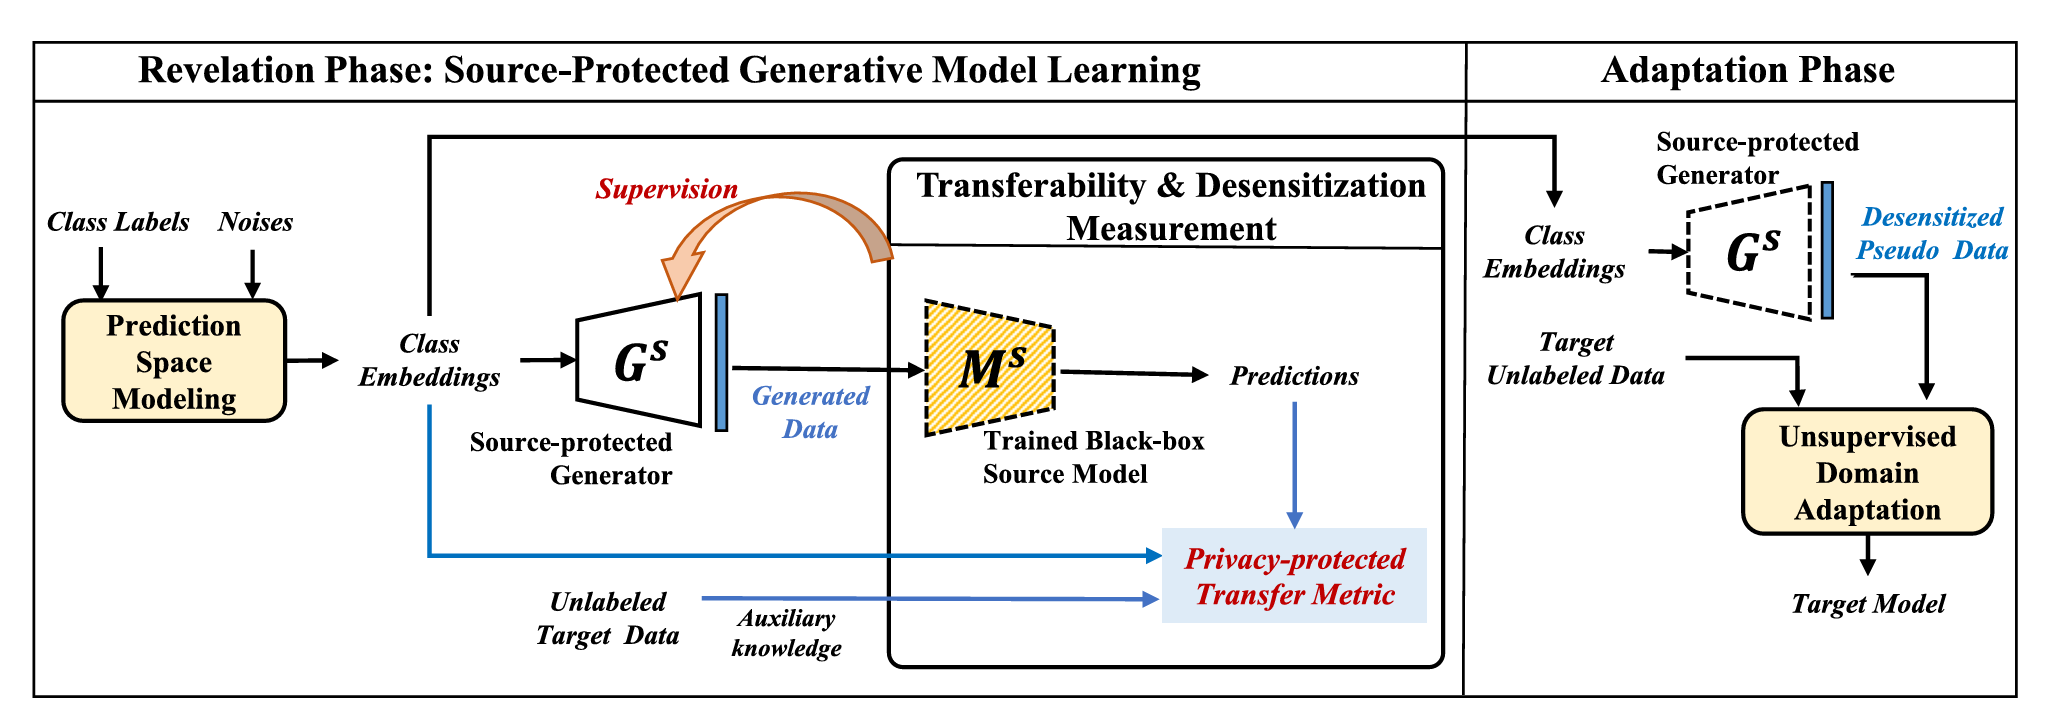 Revelation Phase: Source-Protected Generative Model Learning
Adaptation Phase
Class Labels
Noises
Prediction
Space
Modeling
Class
Embeddings
Supervision
G^s
Source-protected
Generator
Generated
Data
Transferability & Desensitization
Measurement
M^s
Trained Black-box
Source Model
Predictions
Privacy-protected
Transfer Metric
Unlabeled
Target Data
Auxiliary
knowledge
Class
Embeddings
Source-protected
Generator
G^s
Desensitized
Pseudo Data
Target
Unlabeled Data
Unsupervised
Domain
Adaptation
Target Model